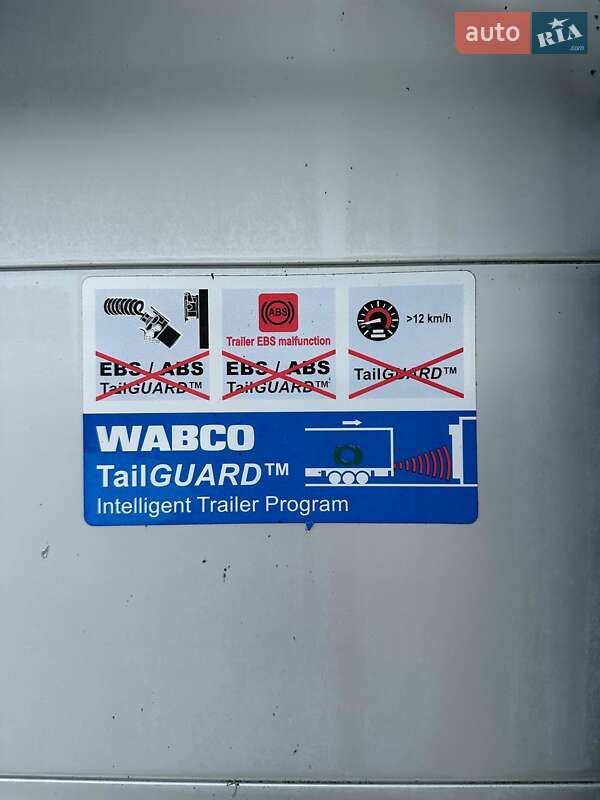 auto RIA.com
ABS
Trailer EBS malfunction
>12 km/h
EBS / ABS
TailGUARD™
EBS / ABS
TailGUARD™
TailGUARD™
WABCO
TailGUARD™
Intelligent Trailer Program